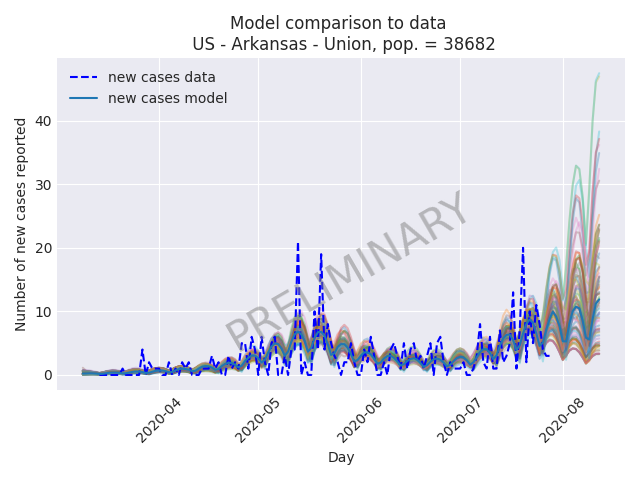 Model comparison to data
US - Arkansas - Union, pop. = 38682
new cases data
new cases model
Number of new cases reported
40
30
20
10
0
PRELIMINARY
2020-04
2020-05
2020-06
2020-07
2020-08
Day